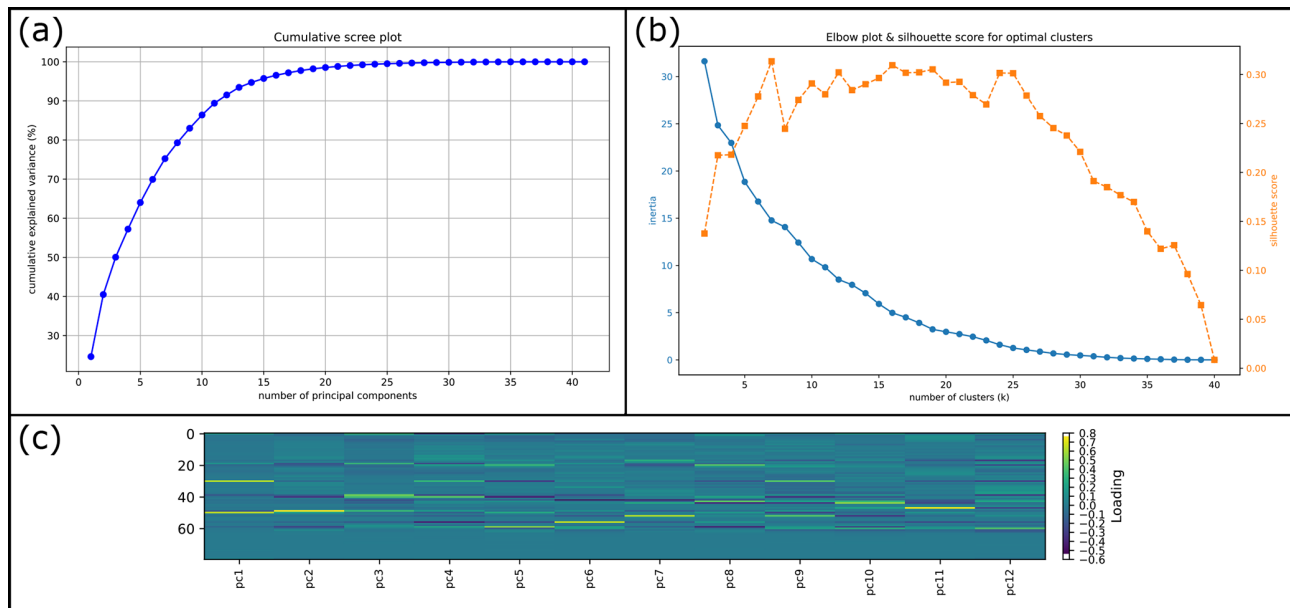 (a)
Cumulative scree plot
cumulative explained variance (%)
100
90
80
70
60
50
40
30
0 5 10 15 20 25 30 35 40
number of principal components
(b)
Elbow plot & silhouette score for optimal clusters
inertia
30
25
20
15
10
5
0
5 10 15 20 25 30 35 40
number of clusters (k)
0.30
0.25
0.20
0.15
0.10
0.05
0.00
silhouette score
(c)
0
20
40
60
pc1 pc2 pc3 pc4 pc5 pc6 pc7 pc8 pc9 pc10 pc11 pc12
0.8
0.7
0.6
0.5
0.4
0.3
0.2
0.1
0.0
-0.1
-0.2
-0.3
-0.4
-0.5
-0.6
Loading